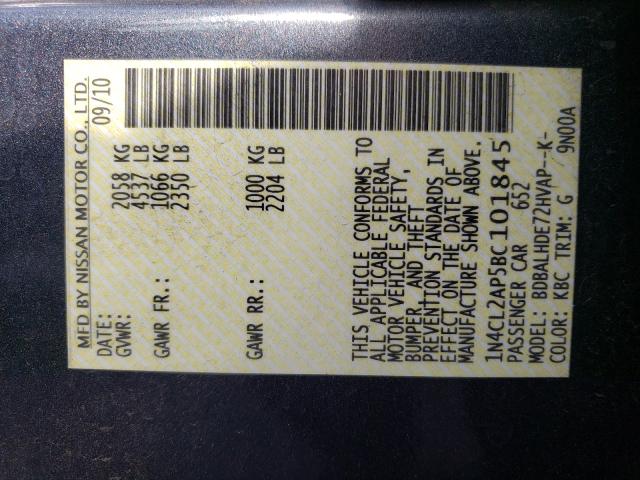 MFD BY NISSAN MOTOR CO., LTD.
DATE: 09/10
GVWR: 2058 KG
4537 LB
GAWR FR.: 1066 KG
2350 LB
GAWR RR.: 1000 KG
2204 LB
THIS VEHICLE CONFORMS TO
ALL APPLICABLE FEDERAL
MOTOR VEHICLE SAFETY,
BUMPER, AND THEFT
PREVENTION STANDARDS IN
EFFECT ON THE DATE OF
MANUFACTURE SHOWN ABOVE.
1N4CL2AP5BC101845
PASSENGER CAR 652
MODEL: BDBALHDE72HVAP--K-
COLOR: KBC TRIM: G 9N00A